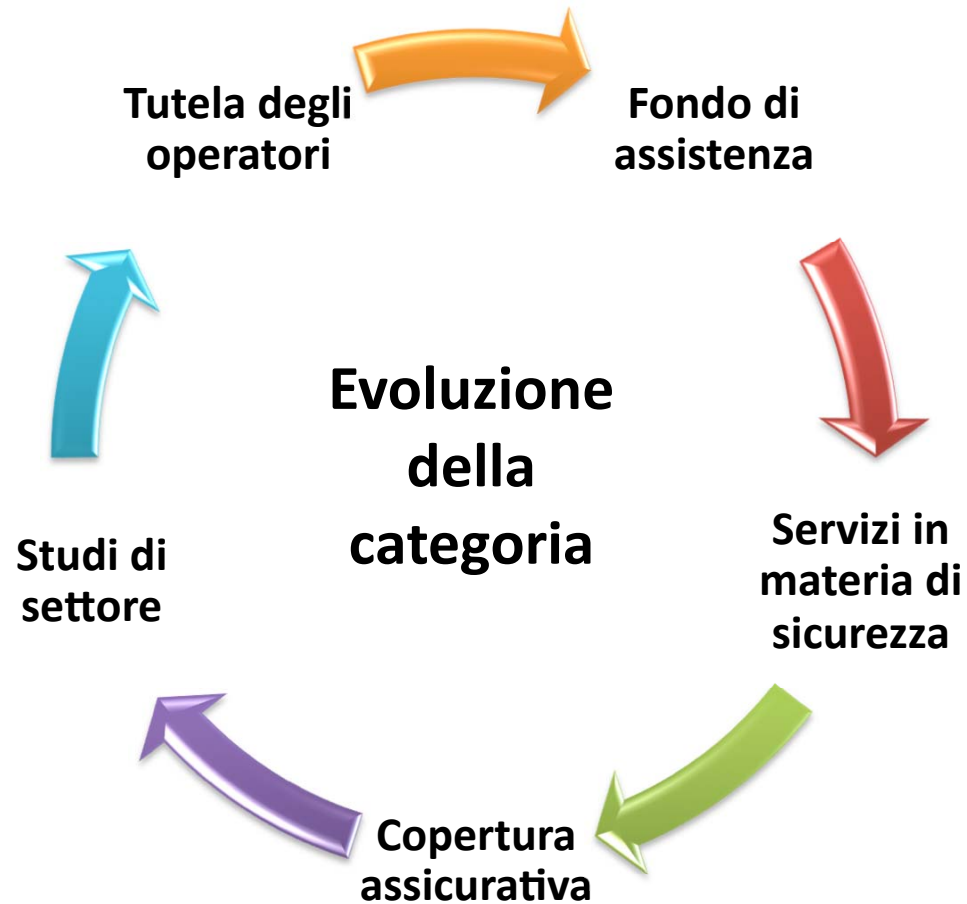 Tutela degli
operatori
Fondo di
assistenza
Evoluzione
della
categoria
Servizi in
materia di
sicurezza
Studi di
settore
Copertura
assicurativa